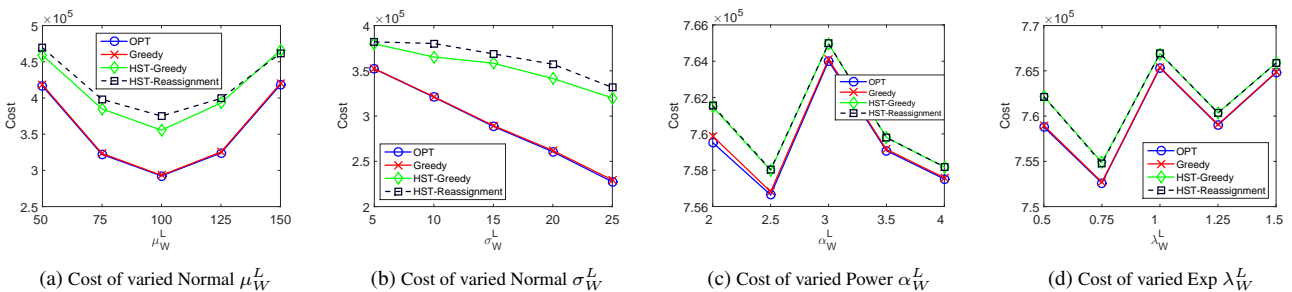 ×10^5
5
4.5
4
3.5
3
2.5
Cost
50 75 100 125 150
μ_W^L
OPT
Greedy
HST-Greedy
HST-Reassignment
(a) Cost of varied Normal μ_W^L
×10^5
4
3.5
3
2.5
2
Cost
5 10 15 20 25
σ_W^L
OPT
Greedy
HST-Greedy
HST-Reassignment
(b) Cost of varied Normal σ_W^L
×10^5
7.66
7.64
7.62
7.6
7.58
7.56
Cost
2 2.5 3 3.5 4
α_W^L
OPT
Greedy
HST-Greedy
HST-Reassignment
(c) Cost of varied Power α_W^L
×10^5
7.7
7.65
7.6
7.55
7.5
Cost
0.5 0.75 1 1.25 1.5
λ_W^L
OPT
Greedy
HST-Greedy
HST-Reassignment
(d) Cost of varied Exp λ_W^L